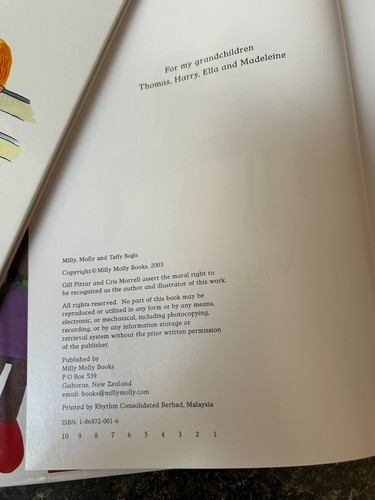 For my grandchildren
Thomas, Harry, Ella and Madeleine
Milly, Molly and Taffy Bogle
Copyright © Milly Molly Books, 2003
Gill Pittar and Cris Morrell assert the moral right to
be recognised as the author and illustrator of this work.
All rights reserved. No part of this book may be
reproduced or utilised in any form or by any means,
electronic, or mechanical, including photocopying,
recording, or by any information storage or
retrieval system without the prior written permission
of the publisher.
Published by
Milly Molly Books
P O Box 539
Gisborne, New Zealand
email: books@millymolly.com
Printed by Rhythm Consolidated Berhad, Malaysia
ISBN: 1-86972-001-6
10 9 8 7 6 5 4 3 2 1